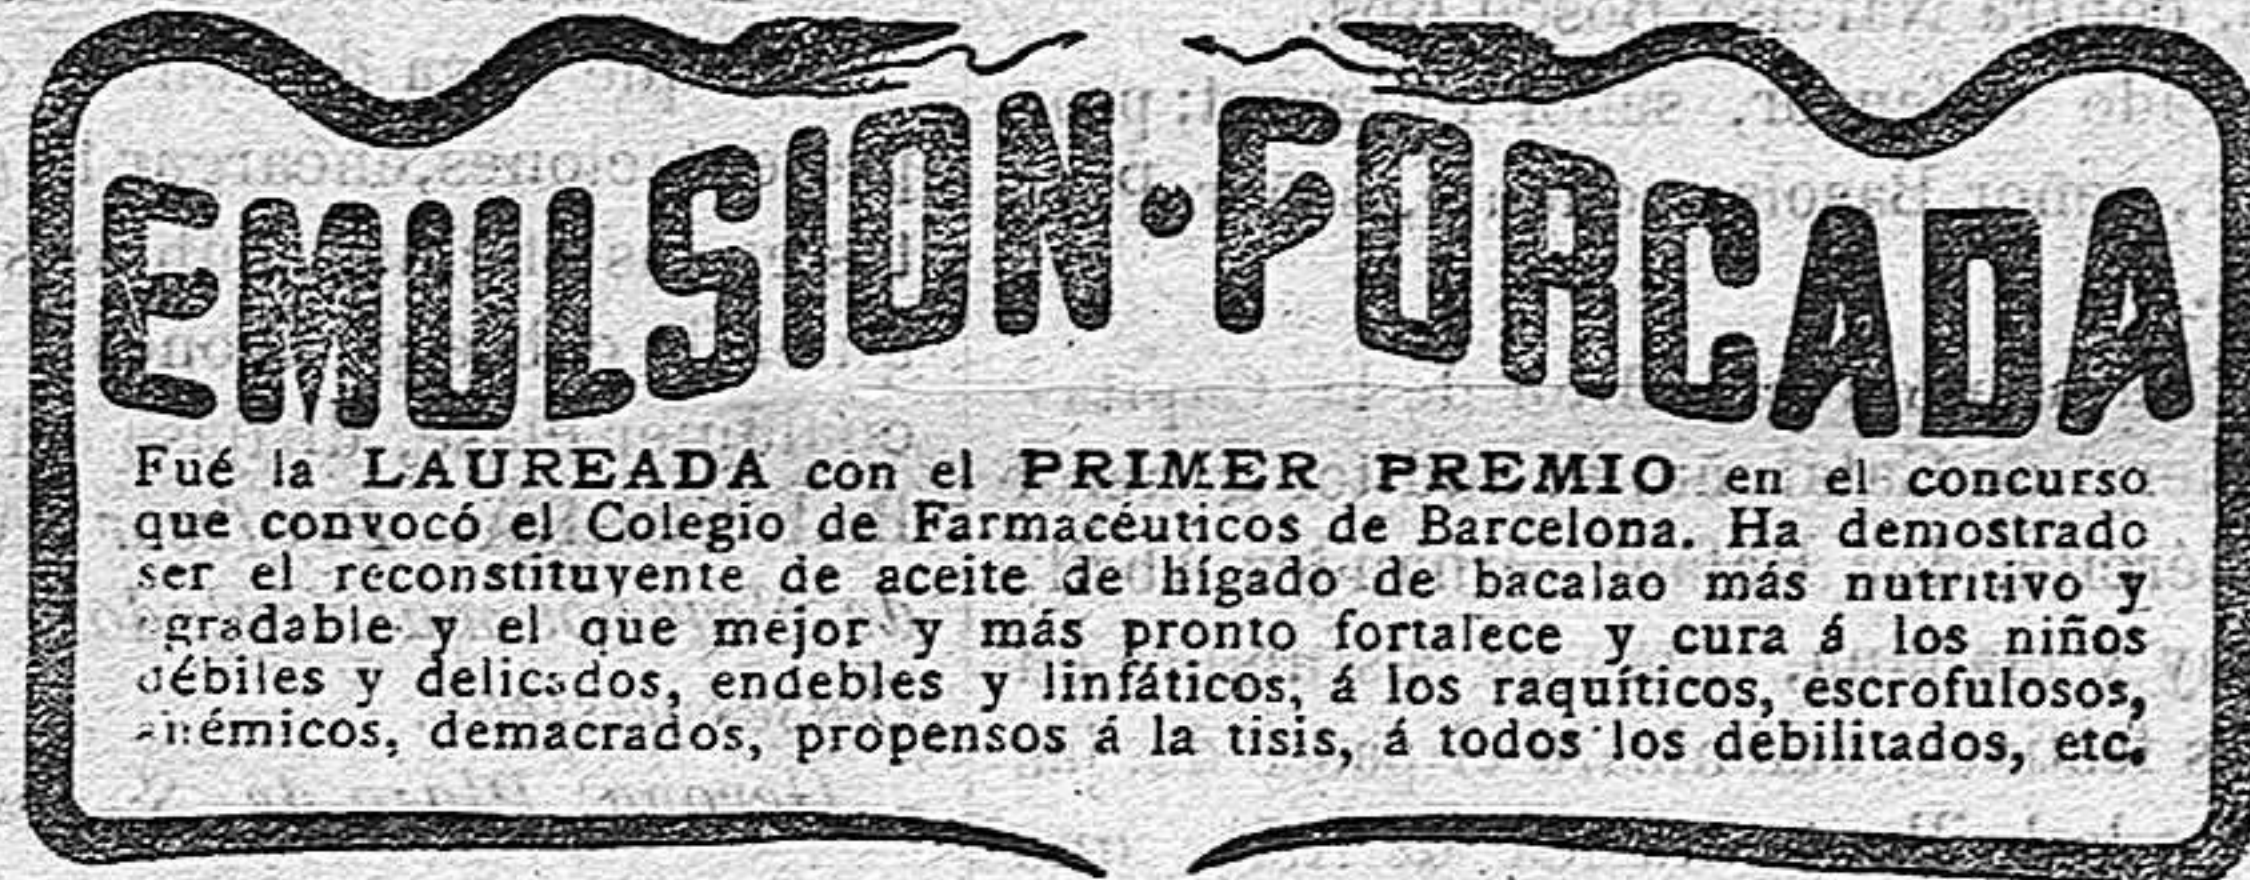 EMULSION·FORCADA
Fué la LAUREADA con el PRIMER PREMIO en el concurso
que convocó el Colegio de Farmacéuticos de Barcelona. Ha demostrado
ser el reconstituyente de aceite de hígado de bacalao más nutritivo y
agradable y el que mejor y más pronto fortalece y cura á los niños
débiles y delicados, endebles y linfáticos, á los raquíticos, escrofulosos,
anémicos, demacrados, propensos á la tisis, á todos los debilitados, etc.